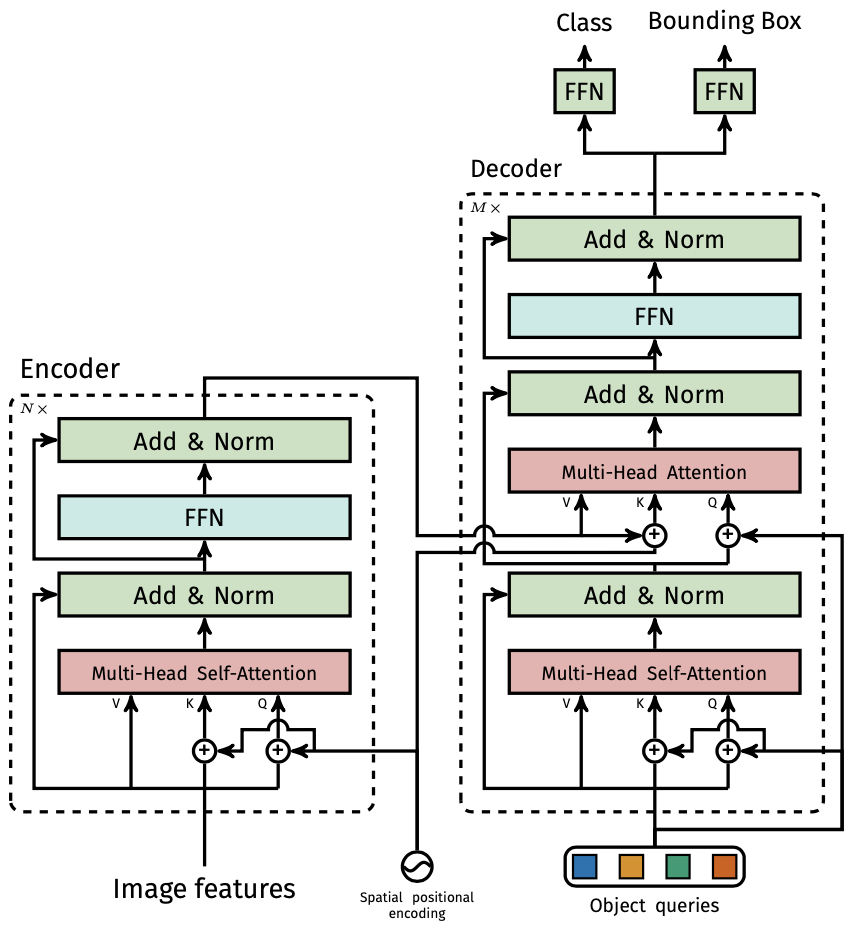 Class
Bounding Box
FFN
FFN
Decoder
M×
Add & Norm
FFN
Add & Norm
Multi-Head Attention
V
K
Q
+
+
Add & Norm
Multi-Head Self-Attention
V
K
Q
+
+
Object queries
Encoder
N×
Add & Norm
FFN
Add & Norm
Multi-Head Self-Attention
V
K
Q
+
+
Image features
Spatial positional
encoding